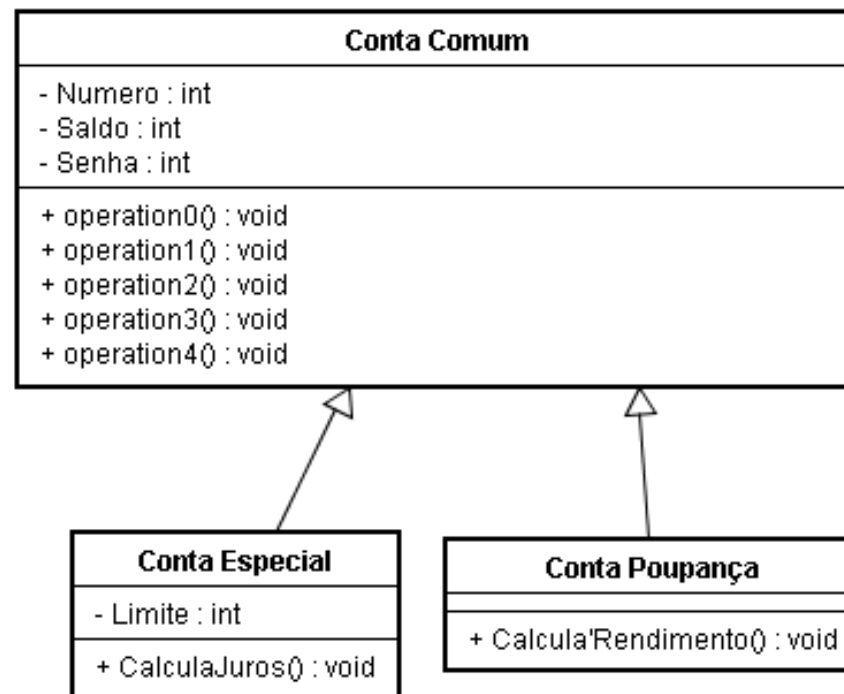 Conta Comum
- Numero : int
- Saldo : int
- Senha : int
+ operation0() : void
+ operation1() : void
+ operation2() : void
+ operation3() : void
+ operation4() : void
Conta Especial
- Limite : int
+ CalculaJuros() : void
Conta Poupança
+ Calcula'Rendimento() : void